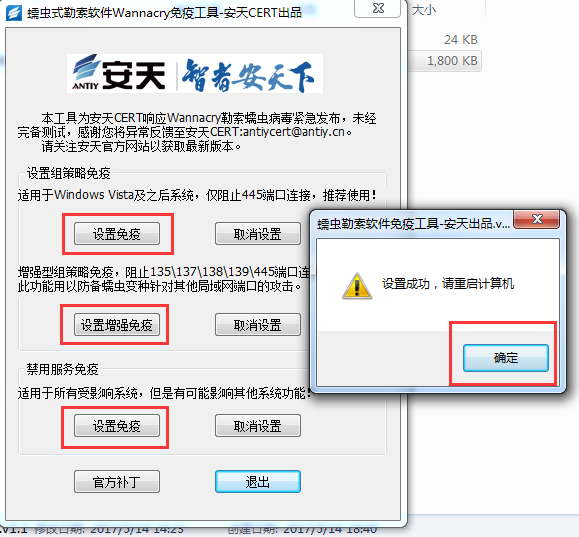 蠕虫式勒索软件Wannacry免疫工具-安天CERT出品
大小
24 KB
1,800 KB
ANTIY 安天 智者安天下
本工具为安天CERT响应Wannacry勒索蠕虫病毒紧急发布，未经
完备测试，感谢您将异常反馈至安天CERT:antiycert@antiy.cn。
请关注安天官方网站以获取最新版本。
设置组策略免疫
适用于Windows Vista及之后系统，仅阻止445端口连接，推荐使用！
设置免疫 取消设置
增强型组策略免疫，阻止135\137\138\139\445端口连
此功能用以防备蠕虫变种针对其他局域网端口的攻击。
设置增强免疫 取消设置
禁用服务免疫
适用于所有受影响系统，但是有可能影响其他系统功能！
设置免疫 取消设置
官方补丁 退出
蠕虫勒索软件免疫工具-安天出品.v...
设置成功，请重启计算机
确定
.v1.1 修改日期: 2017/5/14 14:23 创建日期: 2017/5/14 18:40